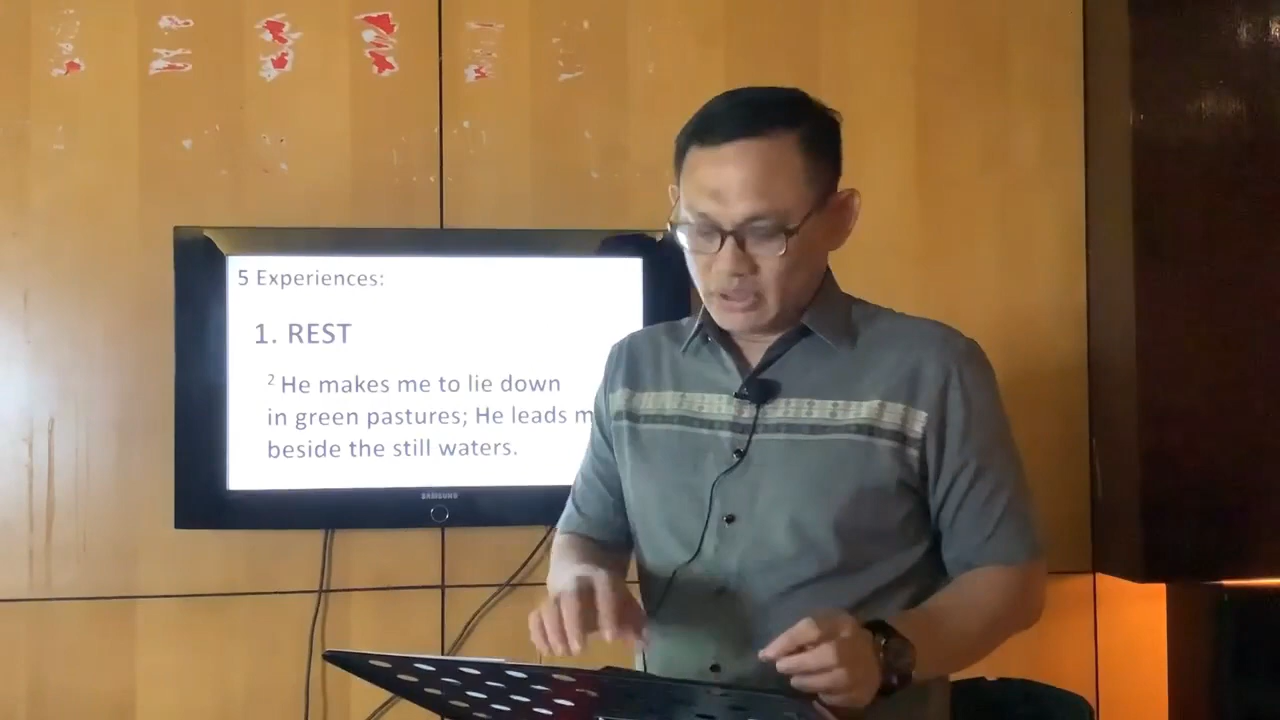 5 Experiences:
1. REST
2 He makes me to lie down
in green pastures; He leads m
beside the still waters.
SAMSUNG